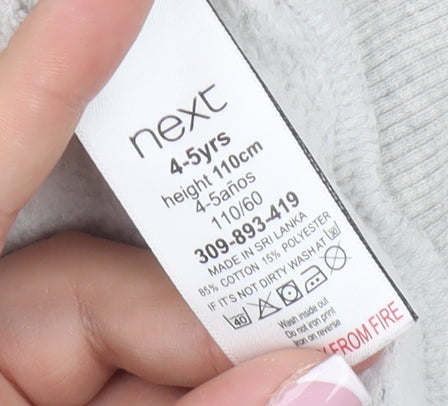 next
4-5yrs
height 110cm
4-5años
110/60
309-893-419
MADE IN SRI LANKA
85% COTTON 15% POLYESTER
IF IT'S NOT DIRTY WASH AT 30
40
Wash inside out
Do not iron print
Iron on reverse
FROM FIRE